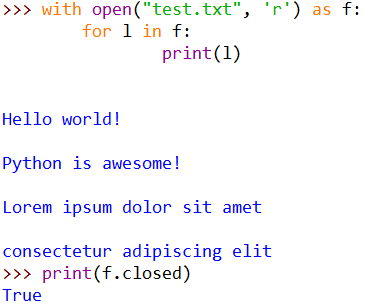 >>> with open("test.txt", 'r') as f:
        for l in f:
                print(l)

Hello world!
Python is awesome!
Lorem ipsum dolor sit amet
consectetur adipiscing elit
>>> print(f.closed)
True